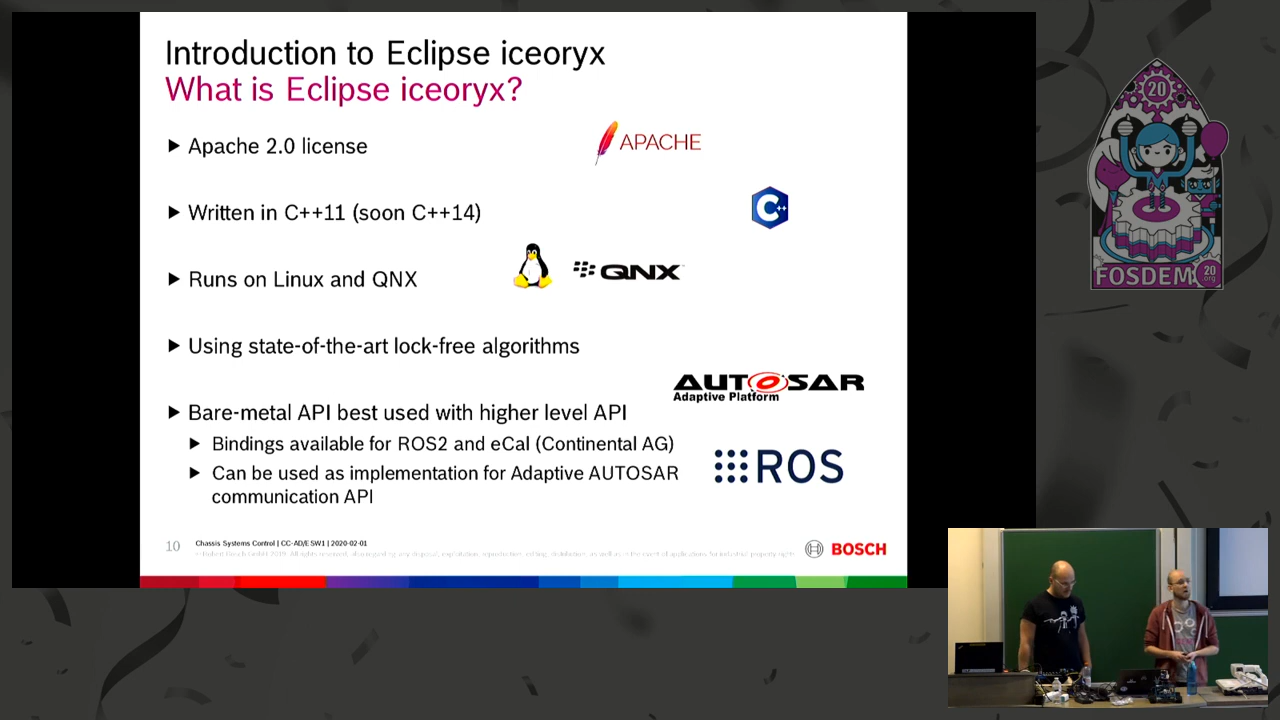 Introduction to Eclipse iceoryx
What is Eclipse iceoryx?
Apache 2.0 license
APACHE
Written in C++11 (soon C++14)
C++
Runs on Linux and QNX
QNX
Using state-of-the-art lock-free algorithms
AUTOSAR
Adaptive Platform
Bare-metal API best used with higher level API
Bindings available for ROS2 and eCal (Continental AG)
Can be used as implementation for Adaptive AUTOSAR
communication API
ROS
10
Chassis Systems Control | CC-AD/ESW1 | 2020-02-01
BOSCH
20
FOSDEM
20
.org